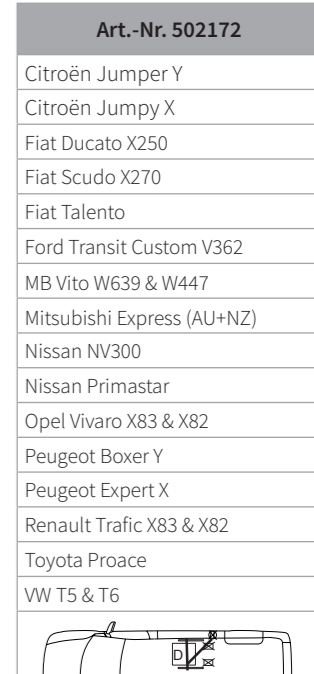 Art.-Nr. 502172
Citroën Jumper Y
Citroën Jumpy X
Fiat Ducato X250
Fiat Scudo X270
Fiat Talento
Ford Transit Custom V362
MB Vito W639 & W447
Mitsubishi Express (AU+NZ)
Nissan NV300
Nissan Primastar
Opel Vivaro X83 & X82
Peugeot Boxer Y
Peugeot Expert X
Renault Trafic X83 & X82
Toyota Proace
VW T5 & T6
D